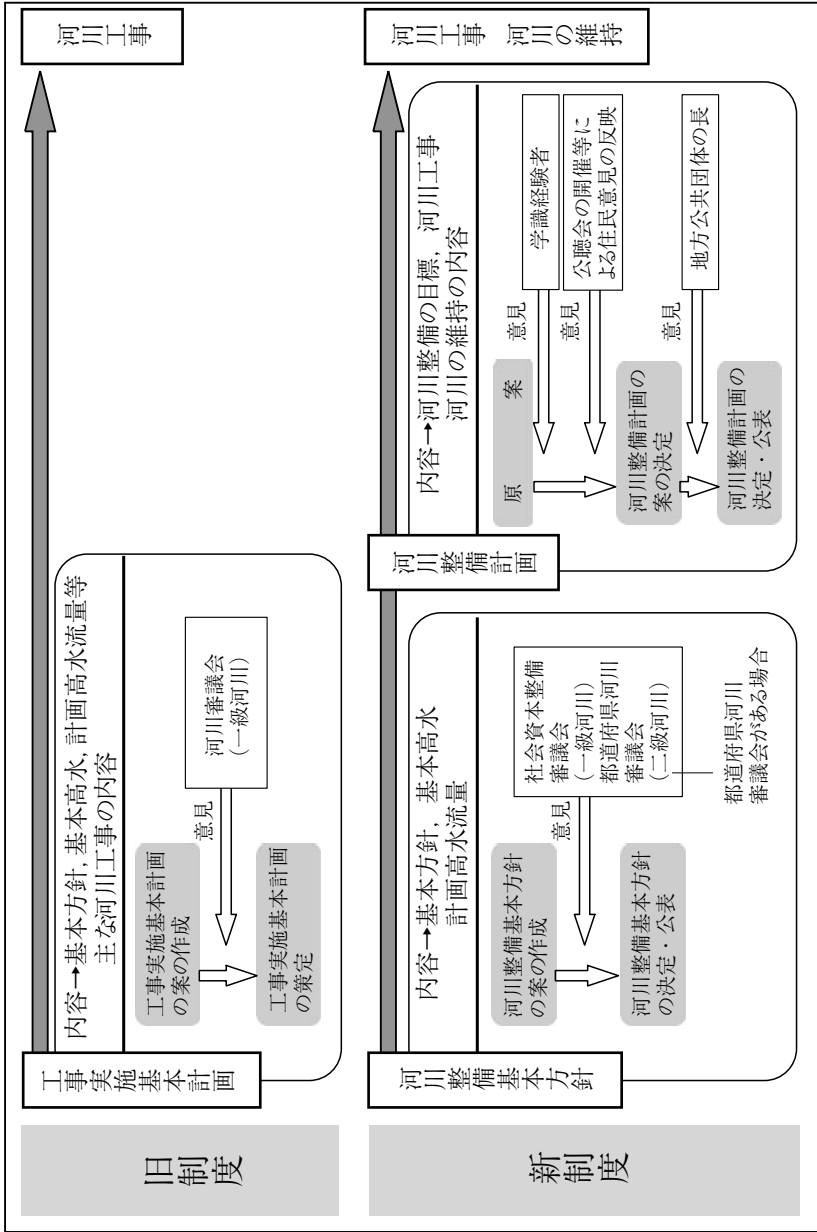 旧制度
工事実施基本計画
内容→基本方針, 基本高水, 計画高水流量等
主な河川工事の内容
工事実施基本計画
の案の作成
意見
河川審議会
(一級河川)
工事実施基本計画
の策定
河川工事
新制度
河川整備基本方針
内容→基本方針, 基本高水
計画高水流量
河川整備基本方針
の案の作成
意見
社会資本整備
審議会
(一級河川)
都道府県河川
審議会
(二級河川)
都道府県河川
審議会がある場合
河川整備基本方針
の決定・公表
河川整備計画
内容→河川整備の目標, 河川工事
河川の維持の内容
原案
意見
学識経験者
意見
公聴会の開催等に
よる住民意見の反映
河川整備計画の
案の決定
意見
地方公共団体の長
河川整備計画の
決定・公表
河川工事
河川の維持